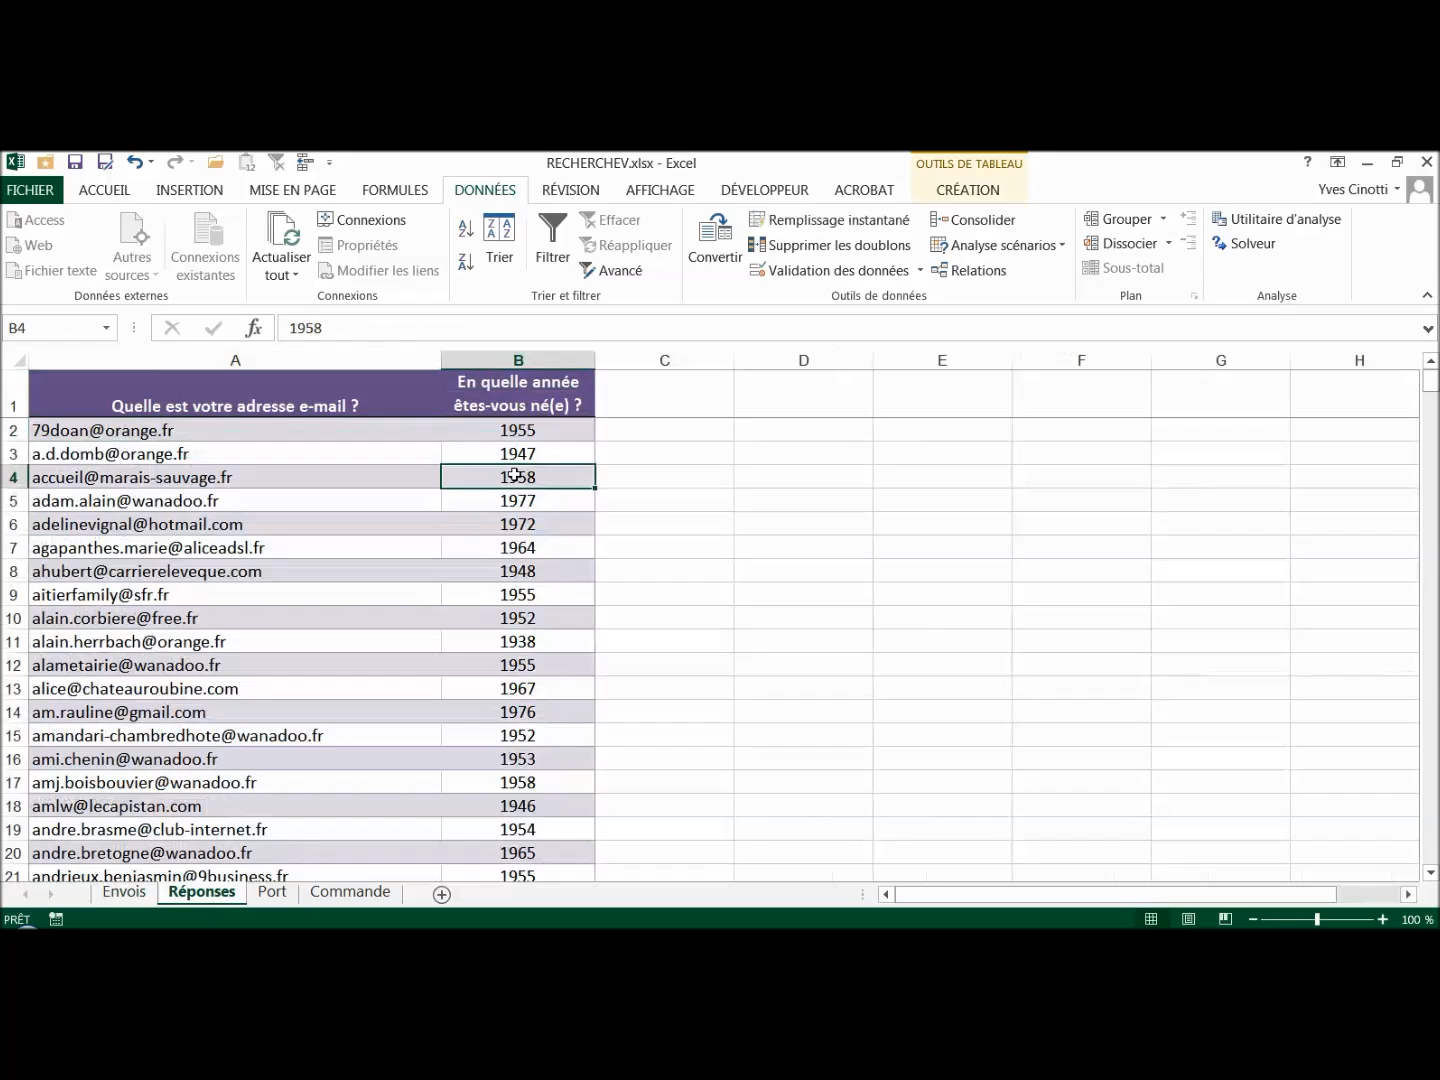 RECHERCHEV.xlsx - Excel
OUTILS DE TABLEAU
?
FICHIER ACCUEIL INSERTION MISE EN PAGE FORMULES DONNÉES RÉVISION AFFICHAGE DÉVELOPPEUR ACROBAT CRÉATION Yves Cinotti
Access
Web
Fichier texte
Autres sources
Connexions existantes
Données externes
Actualiser tout
Connexions
Propriétés
Modifier les liens
Connexions
Trier
Filtrer
Effacer
Réappliquer
Avancé
Trier et filtrer
Convertir
Remplissage instantané
Supprimer les doublons
Validation des données
Consolider
Analyse scénarios
Relations
Outils de données
Grouper
Dissocier
Sous-total
Plan
Utilitaire d'analyse
Solveur
Analyse
B4 fx 1958
A B C D E F G H
1 Quelle est votre adresse e-mail ? En quelle année êtes-vous né(e) ?
2 79doan@orange.fr 1955
3 a.d.domb@orange.fr 1947
4 accueil@marais-sauvage.fr 1958
5 adam.alain@wanadoo.fr 1977
6 adelinevignal@hotmail.com 1972
7 agapanthes.marie@aliceadsl.fr 1964
8 ahubert@carriereleveque.com 1948
9 aitierfamily@sfr.fr 1955
10 alain.corbiere@free.fr 1952
11 alain.herrbach@orange.fr 1938
12 alametairie@wanadoo.fr 1955
13 alice@chateauroubine.com 1967
14 am.rauline@gmail.com 1976
15 amandari-chambredhote@wanadoo.fr 1952
16 ami.chenin@wanadoo.fr 1953
17 amj.boisbouvier@wanadoo.fr 1958
18 amlw@lecapistan.com 1946
19 andre.brasme@club-internet.fr 1954
20 andre.bretogne@wanadoo.fr 1965
21 andrieux.benjasmin@9business.fr 1955
Envois Réponses Port Commande
PRÊT 100 %